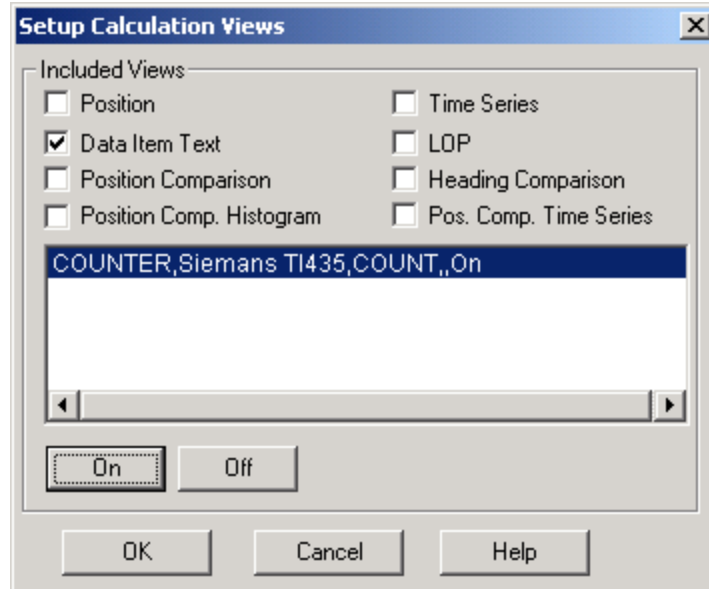 Setup Calculation Views
Included Views
Position
Time Series
Data Item Text
LOP
Position Comparison
Heading Comparison
Position Comp. Histogram
Pos. Comp. Time Series
COUNTER,Siemans TI435,COUNT,,On
On
Off
OK
Cancel
Help